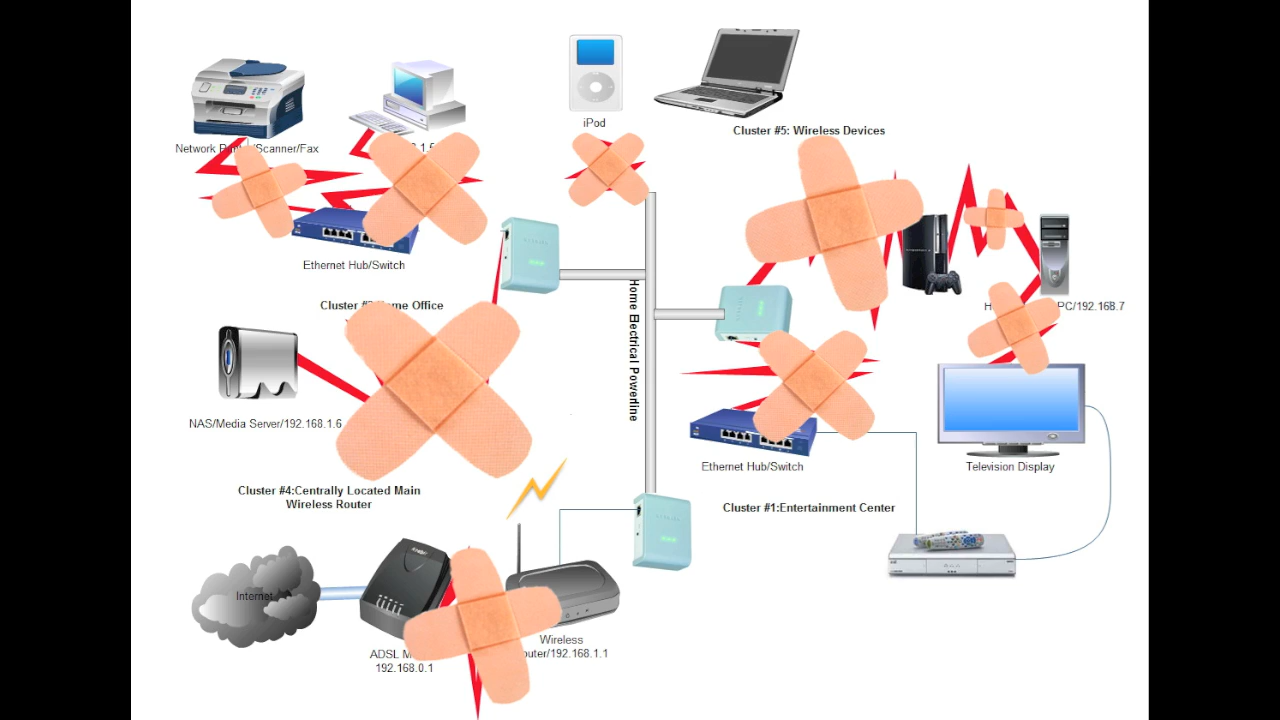 iPod
Cluster #5: Wireless Devices
Network /Scanner/Fax
Ethernet Hub/Switch
Cluster Home Office
PC/192.168.7
Home Electrical Powerline
NAS/Media Server/192.168.1.6
Ethernet Hub/Switch
Television Display
Cluster #4:Centrally Located Main
Wireless Router
Cluster #1:Entertainment Center
Internet
Wireless
outer/192.168.1.1
ADSL M
192.168.0.1